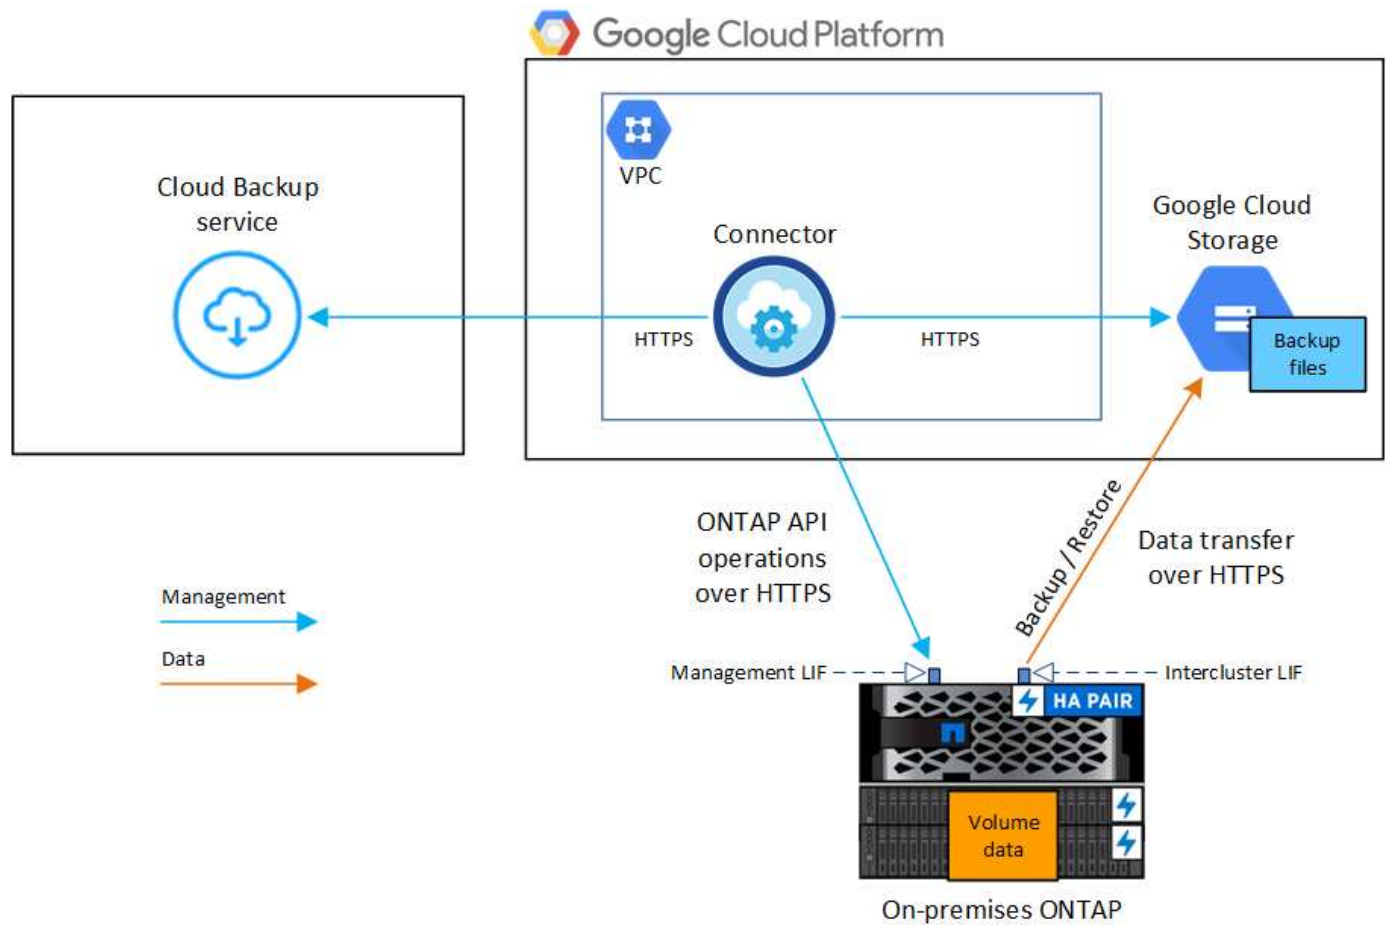 Google Cloud Platform
VPC
Cloud Backup
service
Connector
Google Cloud
Storage
HTTPS
HTTPS
Backup
files
ONTAP API
operations
over HTTPS
Backup / Restore
Data transfer
over HTTPS
Management
Data
Management LIF
Intercluster LIF
HA PAIR
Volume
data
On-premises ONTAP